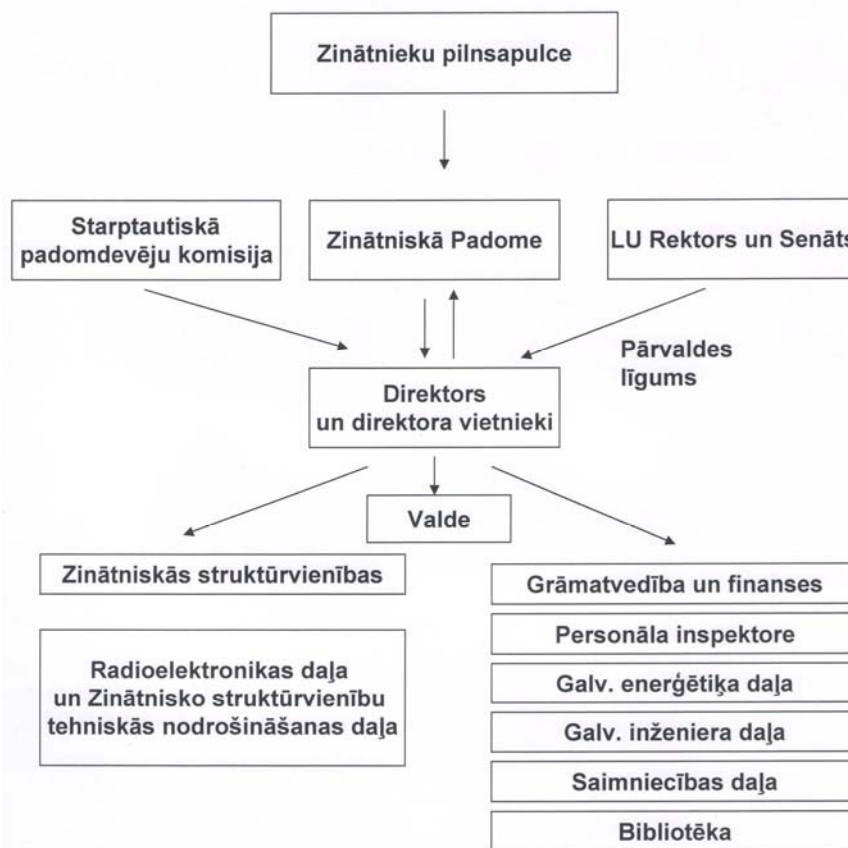 Zinātnieku pilnsapulce
Starptautiskā
padomdevēju komisija
Zinātniskā Padome
LU Rektors un Senāts
Pārvaldes
līgums
Direktors
un direktora vietnieki
Valde
Zinātniskās struktūrvienības
Radioelektronikas daļa
un Zinātnisko struktūrvienību
tehniskās nodrošināšanas daļa
Grāmatvedība un finanses
Personāla inspektore
Galv. enerģētiķa daļa
Galv. inženiera daļa
Saimniecības daļa
Bibliotēka